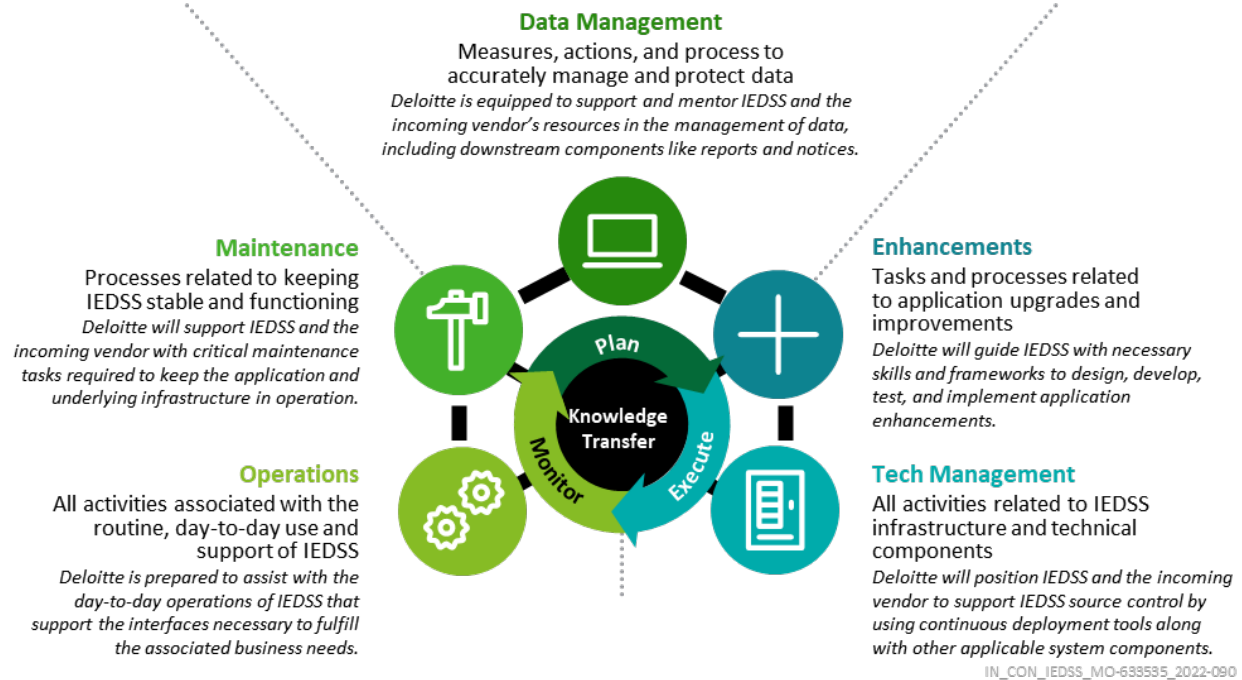 Data Management
Measures, actions, and process to
accurately manage and protect data
Deloitte is equipped to support and mentor IEDSS and the
incoming vendor’s resources in the management of data,
including downstream components like reports and notices.
Maintenance
Processes related to keeping
IEDSS stable and functioning
Deloitte will support IEDSS and the
incoming vendor with critical maintenance
tasks required to keep the application and
underlying infrastructure in operation.
Enhancements
Tasks and processes related
to application upgrades and
improvements
Deloitte will guide IEDSS with necessary
skills and frameworks to design, develop,
test, and implement application
enhancements.
Plan
Knowledge
Transfer
Monitor
Execute
Operations
All activities associated with the
routine, day-to-day use and
support of IEDSS
Deloitte is prepared to assist with the
day-to-day operations of IEDSS that
support the interfaces necessary to fulfill
the associated business needs.
Tech Management
All activities related to IEDSS
infrastructure and technical
components
Deloitte will position IEDSS and the incoming
vendor to support IEDSS source control by
using continuous deployment tools along
with other applicable system components.
IN_CON_IEDSS_MO-633535_2022-090